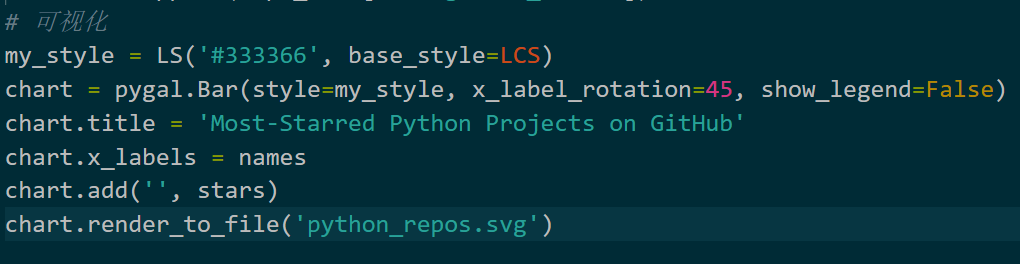 # 可视化
my_style = LS('#333366', base_style=LCS)
chart = pygal.Bar(style=my_style, x_label_rotation=45, show_legend=False)
chart.title = 'Most-Starred Python Projects on GitHub'
chart.x_labels = names
chart.add('', stars)
chart.render_to_file('python_repos.svg')